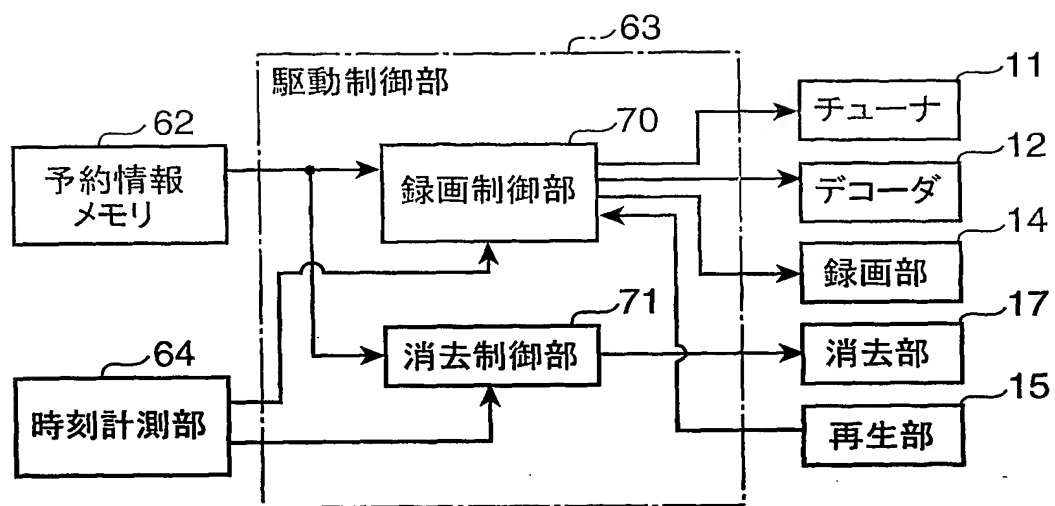 63
駆動制御部
62
予約情報
メモリ
70
録画制御部
11
チューナ
12
デコーダ
14
録画部
71
消去制御部
17
消去部
64
時刻計測部
15
再生部